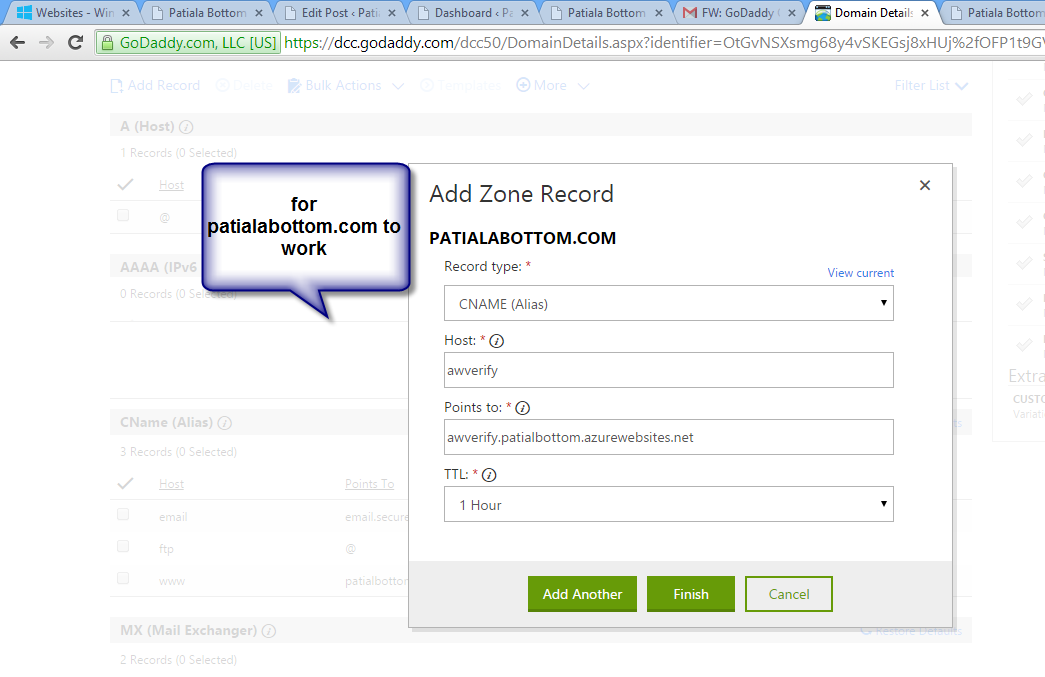 Websites - Win
Patiala Bottom
Edit Post ‹ Pati
Dashboard ‹ Pa
Patiala Bottom
FW: GoDaddy
Domain Details
Patiala Bottom
GoDaddy.com, LLC [US]
https://dcc.godaddy.com/dcc50/DomainDetails.aspx?identifier=OtGvNSXsmg68y4vSKEGsj8xHUj%2fOFP1t9G
Add Record
Delete
Bulk Actions
Templates
More
Filter List
A (Host)
1 Records (0 Selected)
Host
@
for
patialabottom.com to
work
AAAA (IPv6
0 Records (0 Selected)
Add Zone Record
PATIALABOTTOM.COM
Record type: *
View current
CNAME (Alias)
Host: *
awverify
Points to: *
awverify.patialbottom.azurewebsites.net
TTL: *
1 Hour
Add Another
Finish
Cancel
Extra
CUSTO
Variati
CName (Alias)
3 Records (0 Selected)
Host
Points To
email
email.secure
ftp
@
www
patialbottor
MX (Mail Exchanger)
Restore Defaults
2 Records (0 Selected)